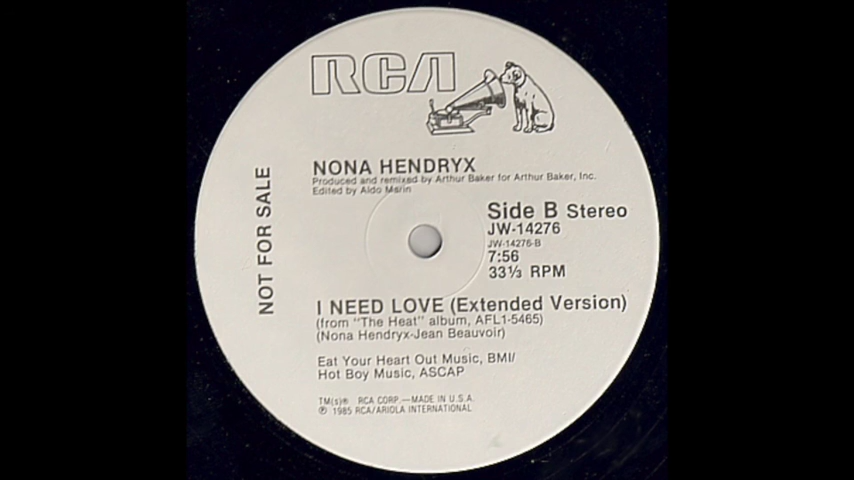 RCA
NONA HENDRYX
Produced and remixed by Arthur Baker for Arthur Baker, Inc.
Edited by Aldo Marin
NOT FOR SALE
Side B Stereo
JW-14276
JW-14276-B
7:56
33⅓ RPM
I NEED LOVE (Extended Version)
(from "The Heat" album, AFL1-5465)
(Nona Hendryx-Jean Beauvoir)
Eat Your Heart Out Music, BMI/
Hot Boy Music, ASCAP
TM(s)® RCA CORP.—MADE IN U.S.A.
℗ 1985 RCA/ARIOLA INTERNATIONAL